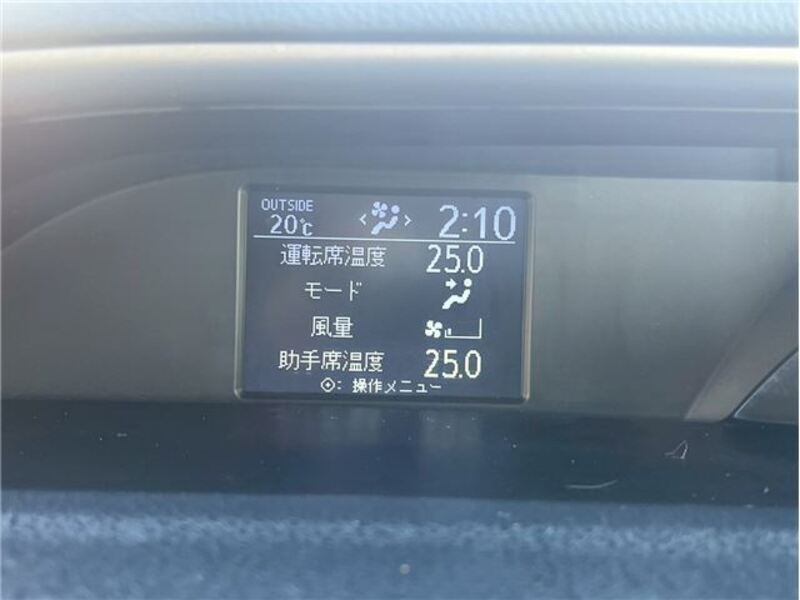 OUTSIDE
20℃ 2:10
運転席温度 25.0
モード
風量
助手席温度 25.0
: 操作メニュー